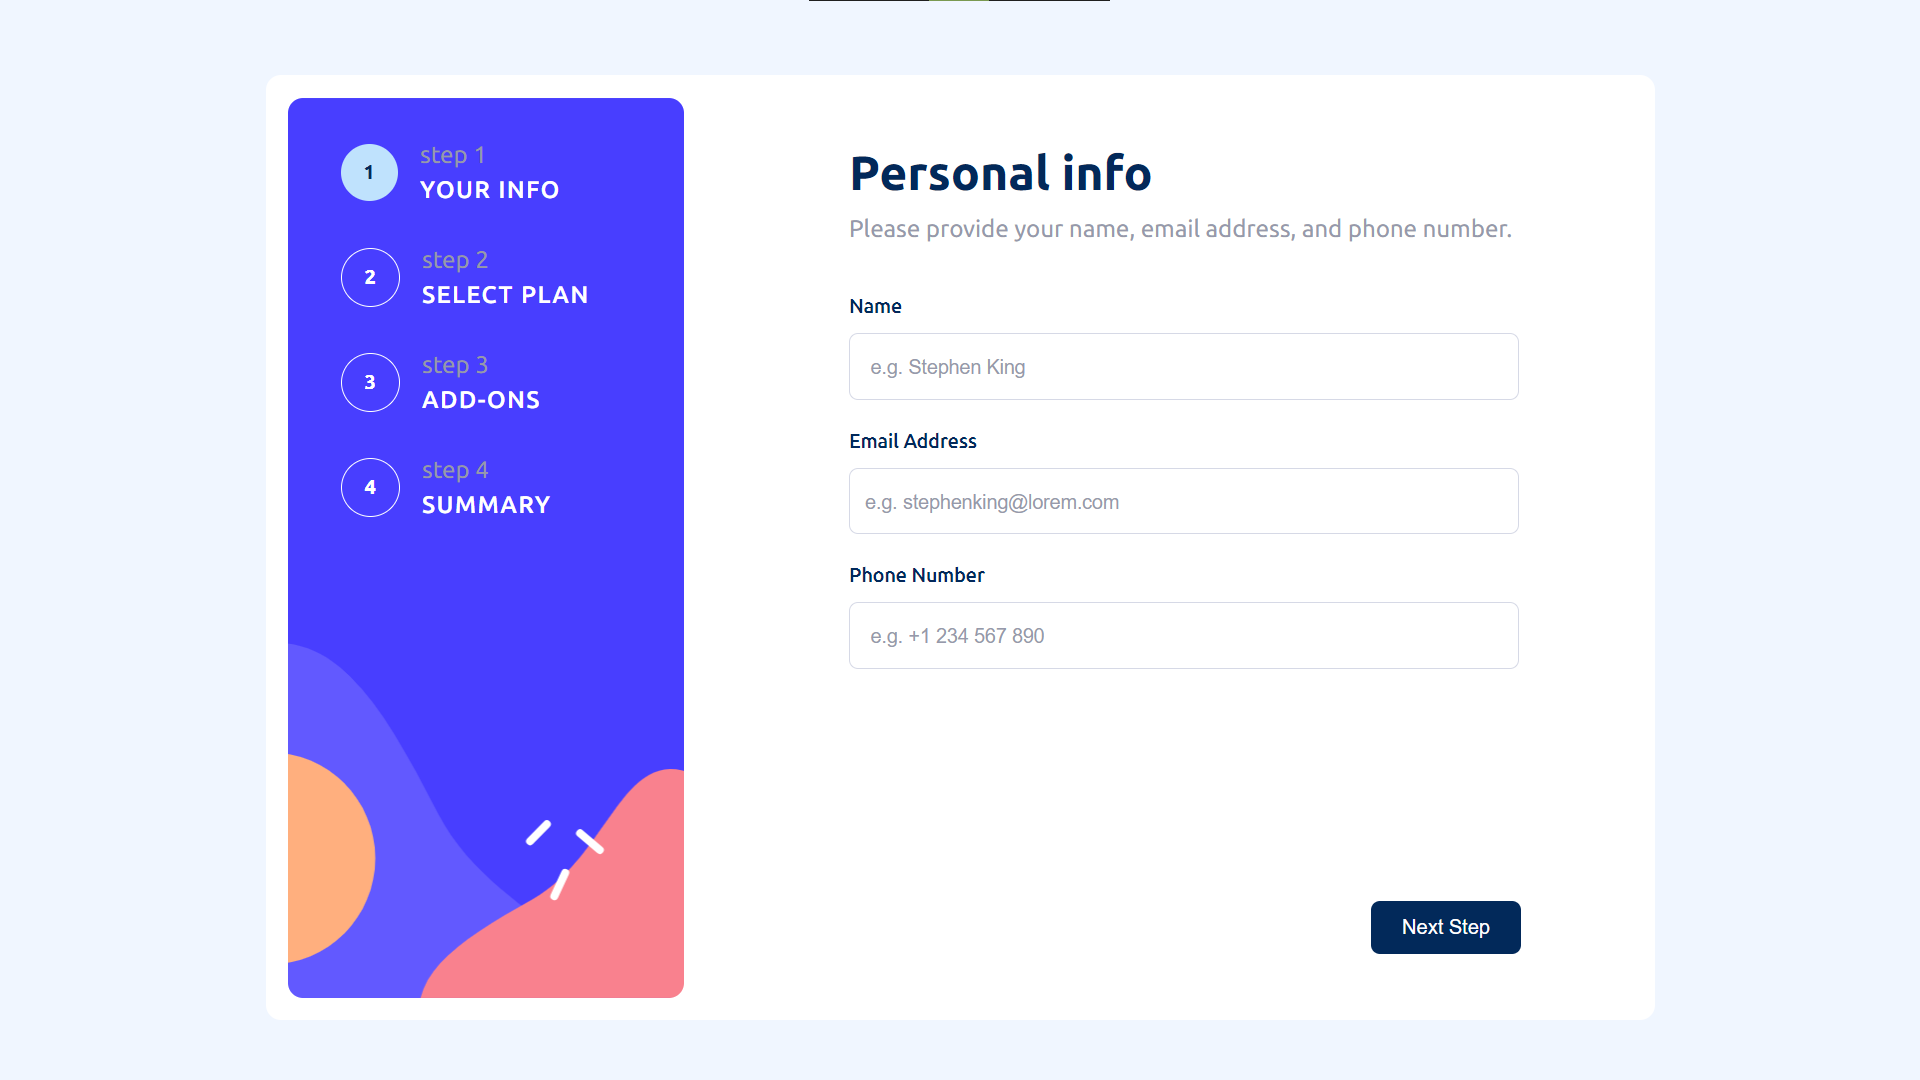 1
step 1
YOUR INFO
2
step 2
SELECT PLAN
3
step 3
ADD-ONS
4
step 4
SUMMARY
Personal info
Please provide your name, email address, and phone number.
Name
e.g. Stephen King
Email Address
e.g. stephenking@lorem.com
Phone Number
e.g. +1 234 567 890
Next Step